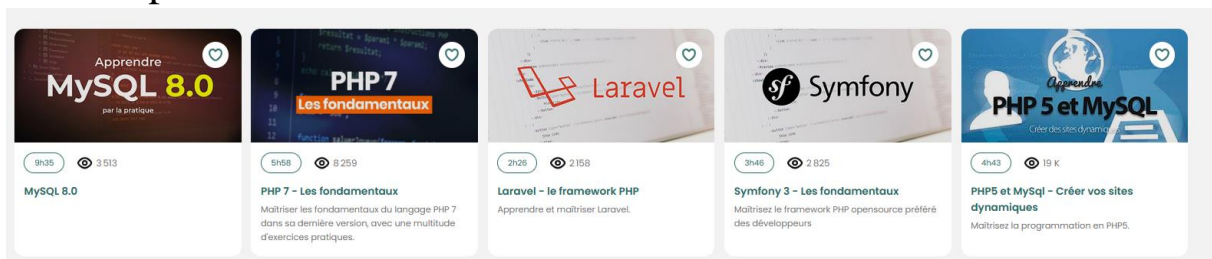 Apprendre
MySQL 8.0
par la pratique
9h35 3 513
MySQL 8.0
PHP 7
Les fondamentaux
5h58 8 259
PHP 7 - Les fondamentaux
Maîtriser les fondamentaux du langage PHP 7
dans sa dernière version, avec une multitude
d'exercices pratiques.
Laravel
2h26 2 158
Laravel - le framework PHP
Apprendre et maîtriser Laravel.
sf Symfony
3h46 2 825
Symfony 3 - Les fondamentaux
Maîtrisez le framework PHP opensource préféré
des développeurs
Apprendre
PHP 5 et MySQL
Créer des sites dynamiques
4h43 19 K
PHP5 et MySql - Créer vos sites
dynamiques
Maîtrisez la programmation en PHP5.